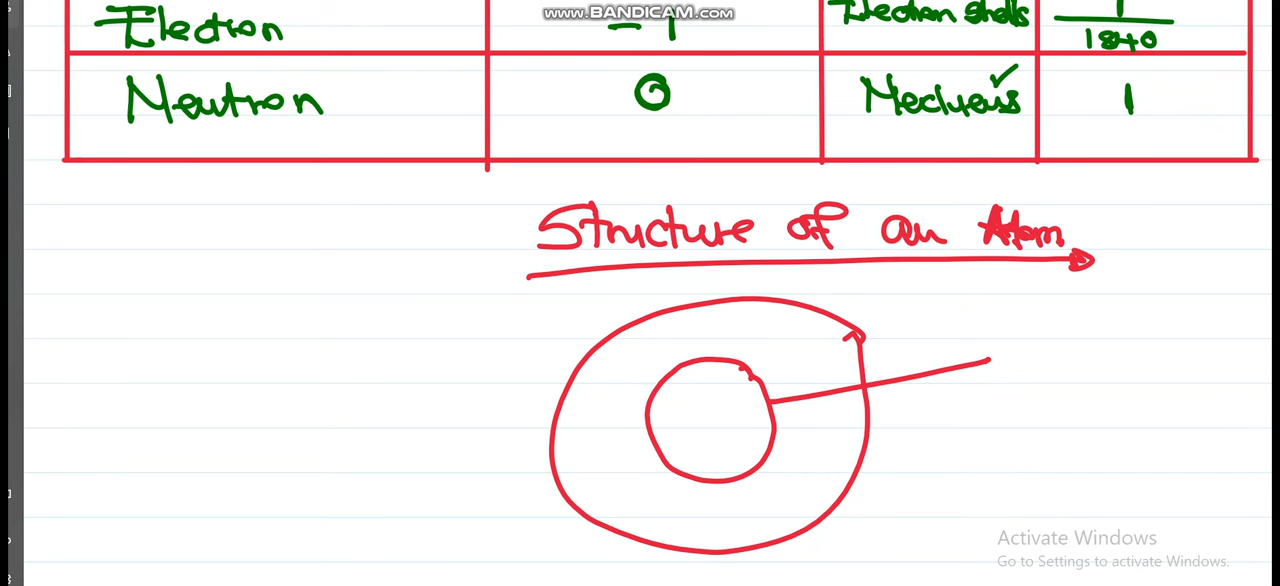 www.BANDICAM.com
Electron -1 Electron shells 1/1840
Neutron 0 1
Structure of an Atom
Activate Windows
Go to Settings to activate Windows.